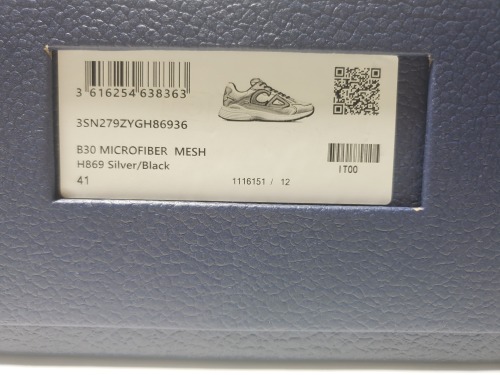 3 616254 638363
3SN279ZYGH86936
B30 MICROFIBER MESH
H869 Silver/Black
41
1116151 / 12
IT00